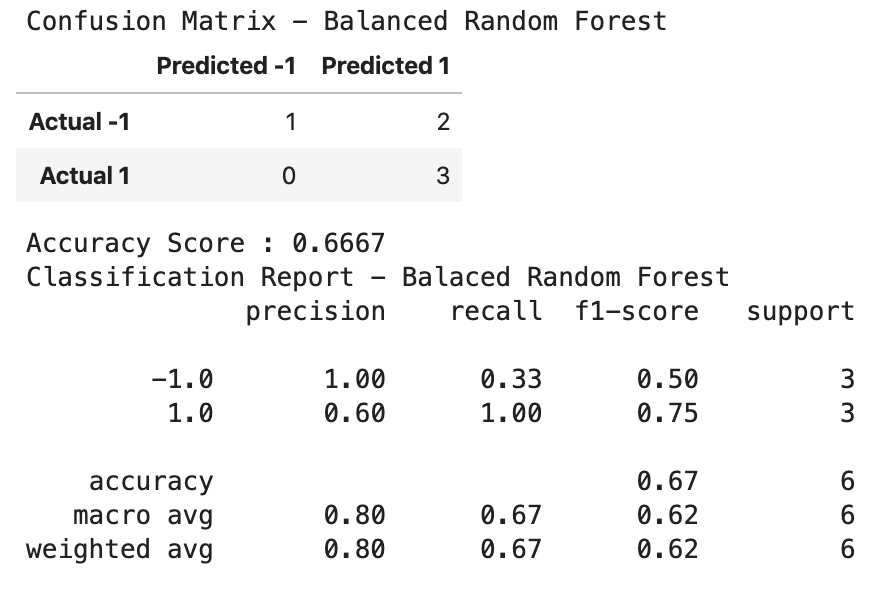 Confusion Matrix – Balanced Random Forest
Predicted -1 Predicted 1
Actual -1 1 2
Actual 1 0 3
Accuracy Score : 0.6667
Classification Report – Balaced Random Forest
precision recall f1-score support
-1.0 1.00 0.33 0.50 3
1.0 0.60 1.00 0.75 3
accuracy 0.67 6
macro avg 0.80 0.67 0.62 6
weighted avg 0.80 0.67 0.62 6